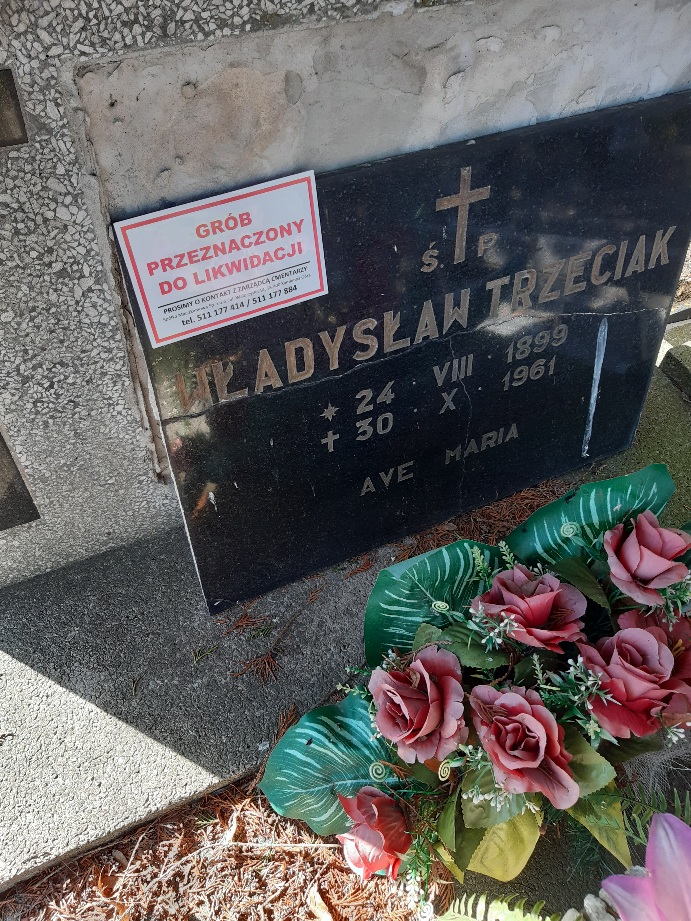 GRÓB
PRZEZNACZONY
DO LIKWIDACJI
PROSIMY O KONTAKT Z ZARZĄDCĄ CMENTARZY
tel. 511 177 414 / 511 177 884
Ś. P
WŁADYSŁAW TRZECIAK
* 24 VIII 1899
† 30 X 1961
AVE MARIA